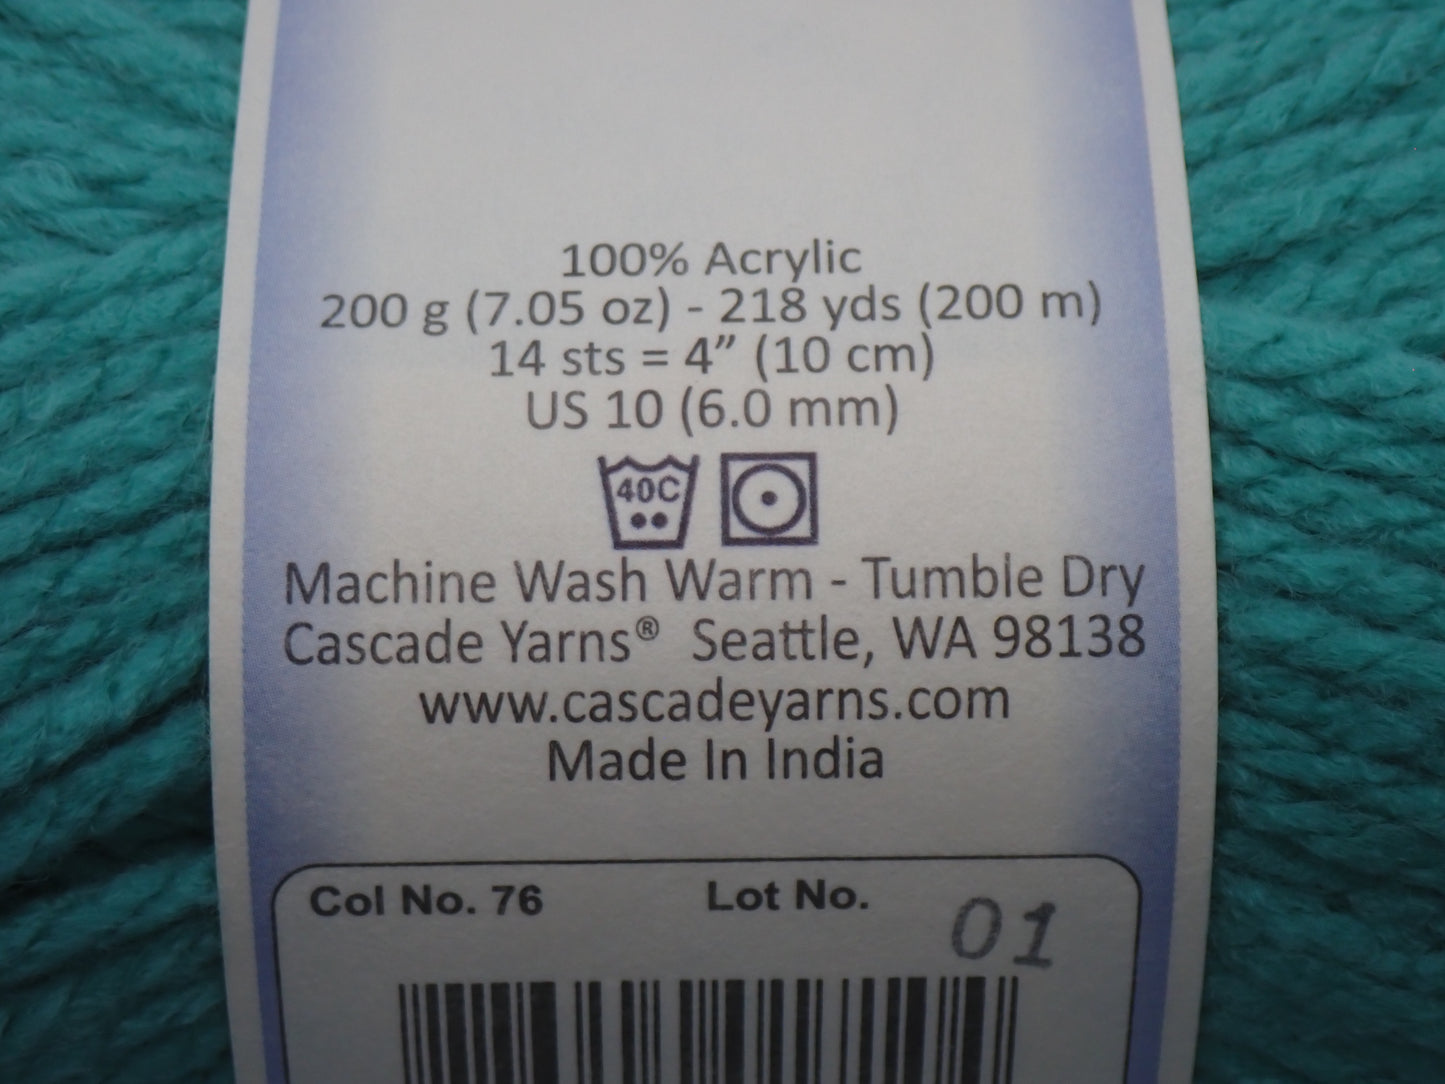 100% Acrylic
200 g (7.05 oz) - 218 yds (200 m)
14 sts = 4” (10 cm)
US 10 (6.0 mm)
40C
Machine Wash Warm - Tumble Dry
Cascade Yarns® Seattle, WA 98138
www.cascadeyarns.com
Made In India
Col No. 76 Lot No. 01